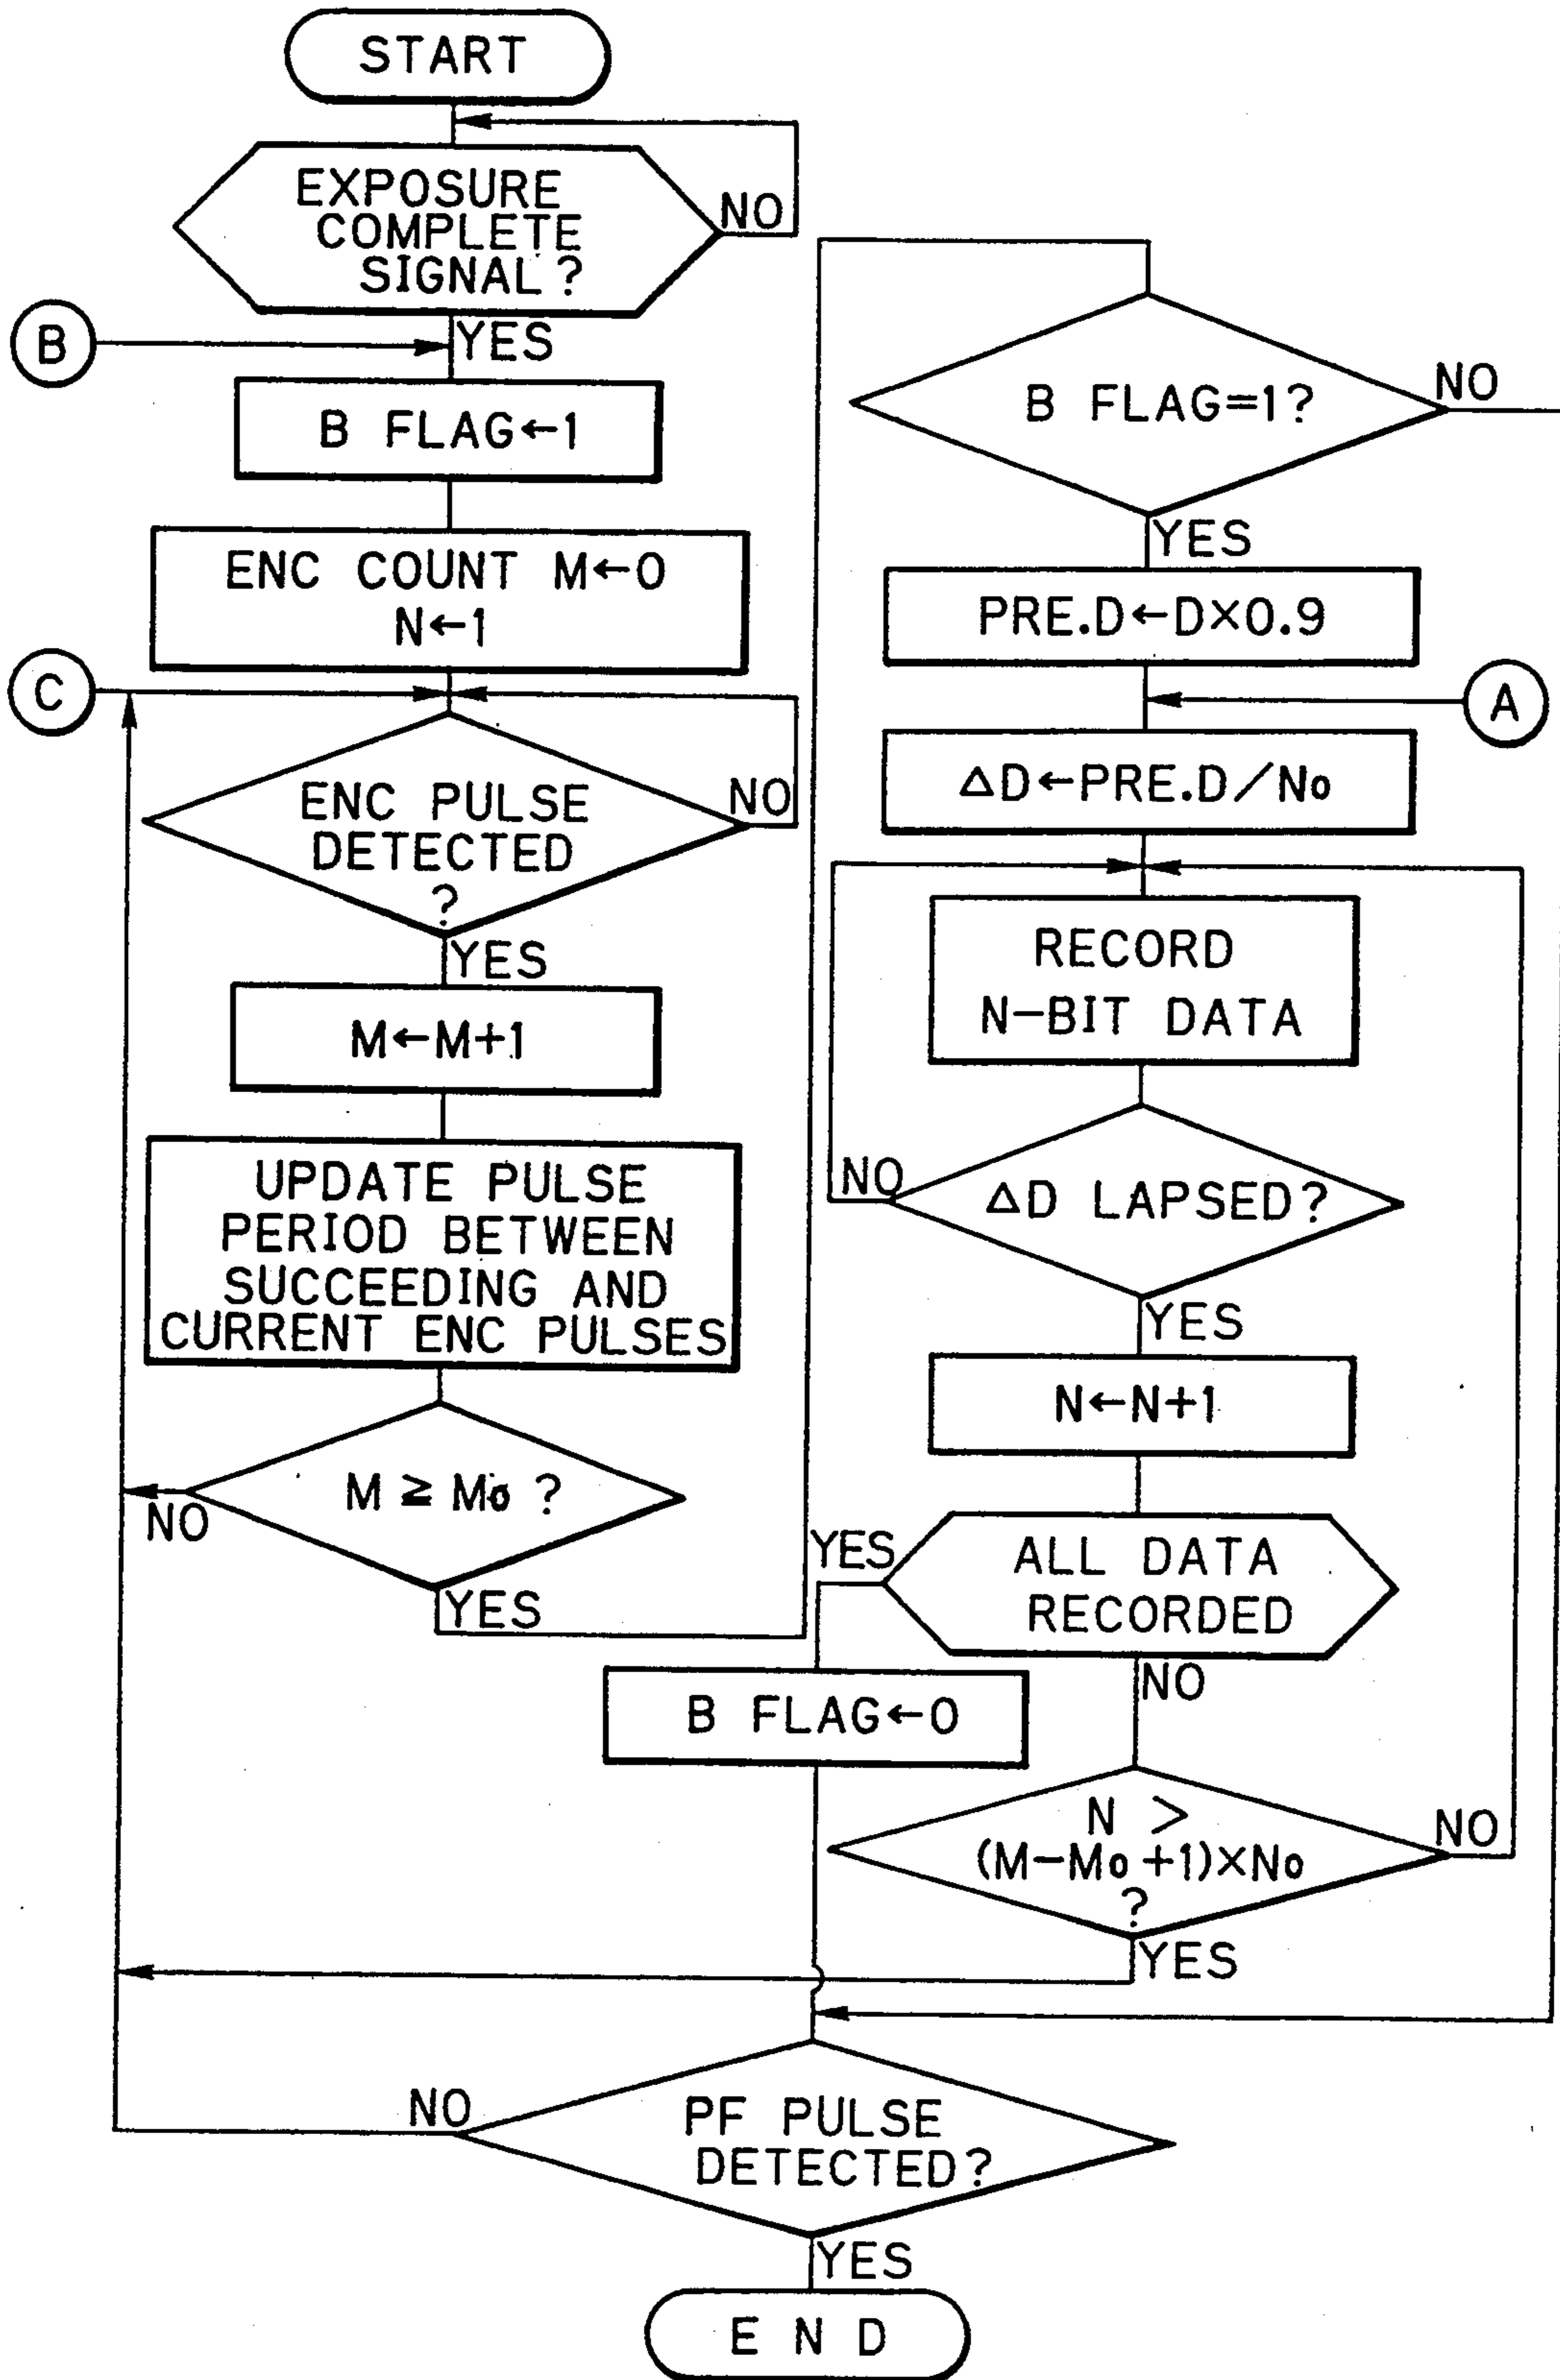 START
EXPOSURE
COMPLETE
SIGNAL?
NO
YES
B
B FLAG←1
ENC COUNT M←0
N←1
C
ENC PULSE
DETECTED
?
NO
YES
M←M+1
UPDATE PULSE
PERIOD BETWEEN
SUCCEEDING AND
CURRENT ENC PULSES
M ≧ Mo ?
NO
YES
B FLAG=1?
NO
YES
PRE.D←D×0.9
A
△D←PRE.D/No
RECORD
N-BIT DATA
NO
△D LAPSED?
YES
N←N+1
YES
ALL DATA
RECORDED
NO
B FLAG←0
N >
(M-Mo+1)×No
?
NO
YES
NO
PF PULSE
DETECTED?
YES
END